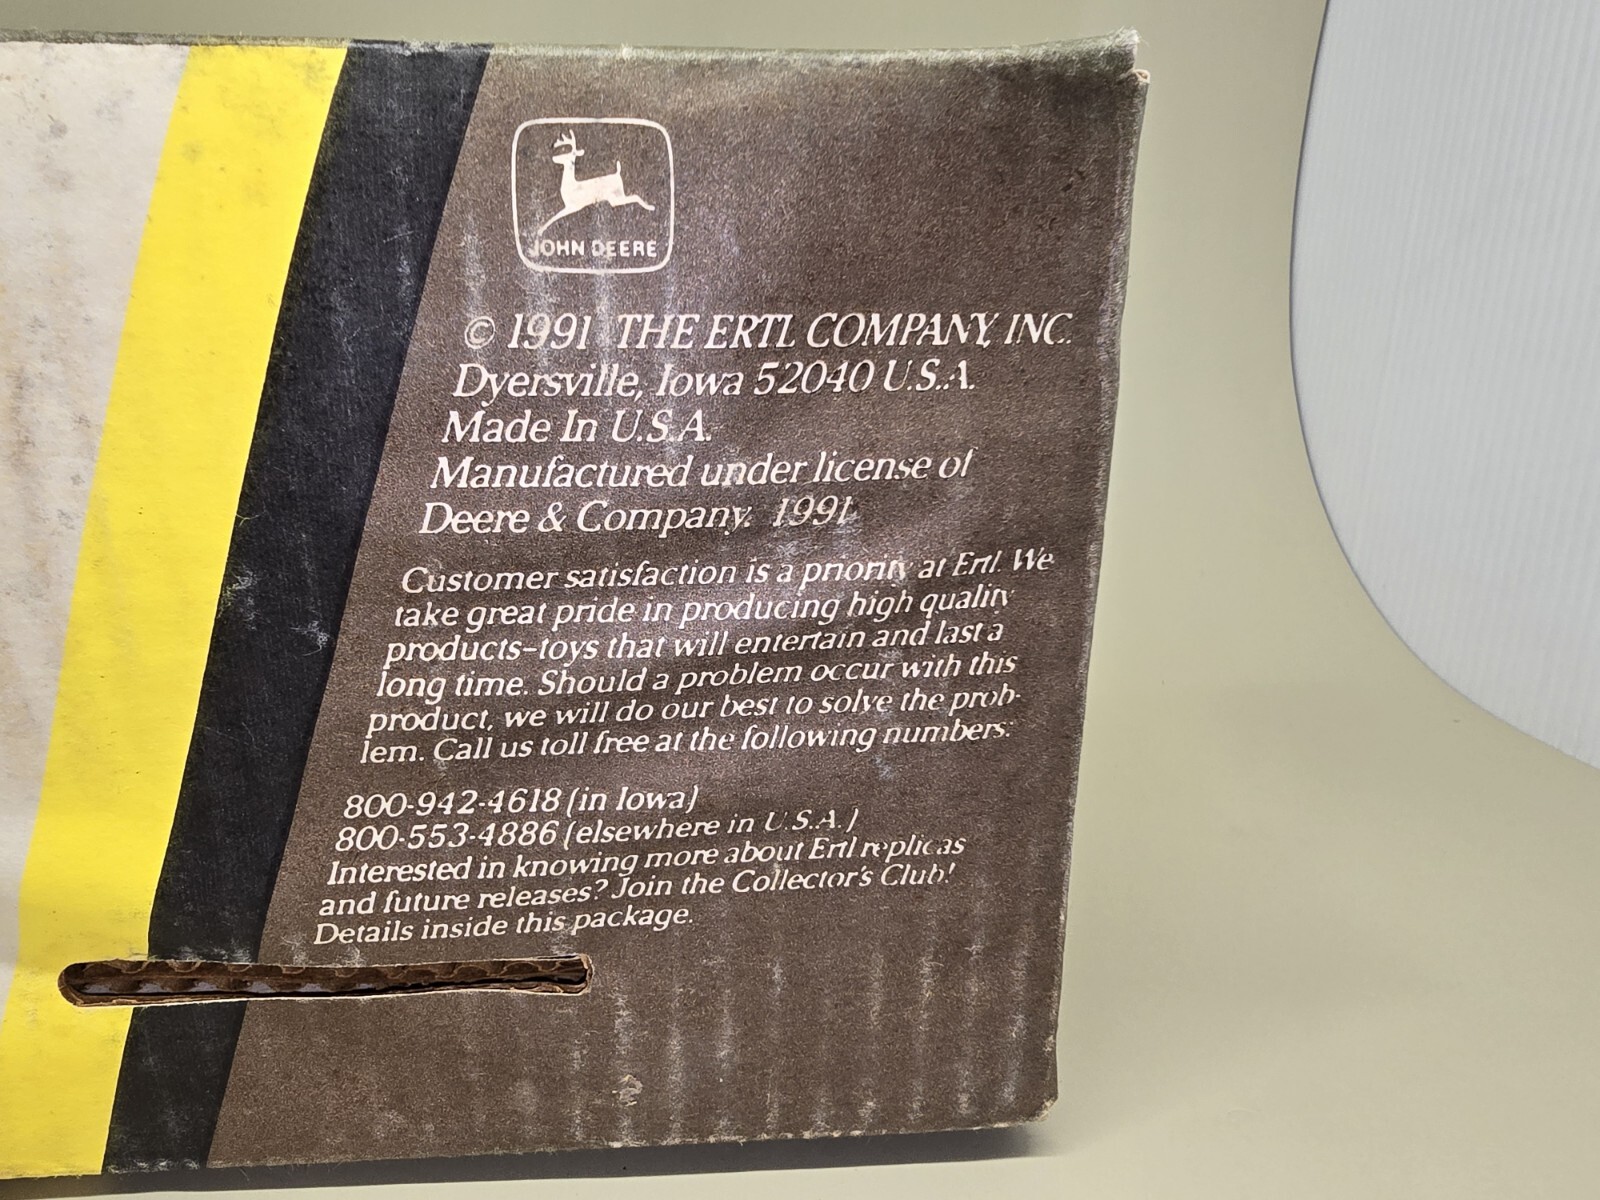 JOHN DEERE
© 1991 THE ERTL COMPANY, INC.
Dyersville, Iowa 52040 U.S.A.
Made In U.S.A.
Manufactured under license of
Deere & Company. 1991
Customer satisfaction is a priority at Ertl. We
take great pride in producing high quality
products–toys that will entertain and last a
long time. Should a problem occur with this
product, we will do our best to solve the prob-
lem. Call us toll free at the following numbers:
800-942-4618 (in Iowa)
800-553-4886 (elsewhere in U.S.A.)
Interested in knowing more about Ertl replicas
and future releases? Join the Collector's Club!
Details inside this package.